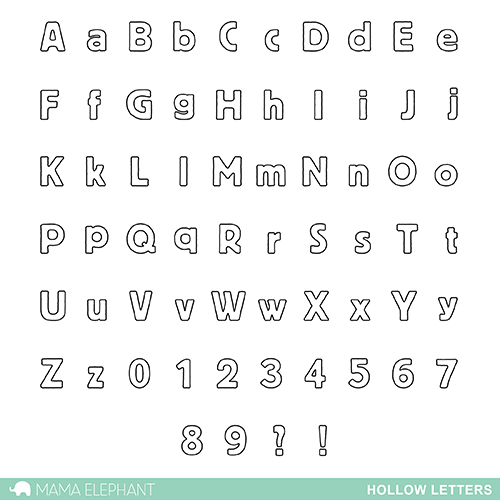 A a B b C c D d E e
F f G g H h I i J j
K k L l M m N n O o
P p Q q R r S s T t
U u V v W w X x Y y
Z z 0 1 2 3 4 5 6 7
8 9 ? !
MAMA ELEPHANT
HOLLOW LETTERS